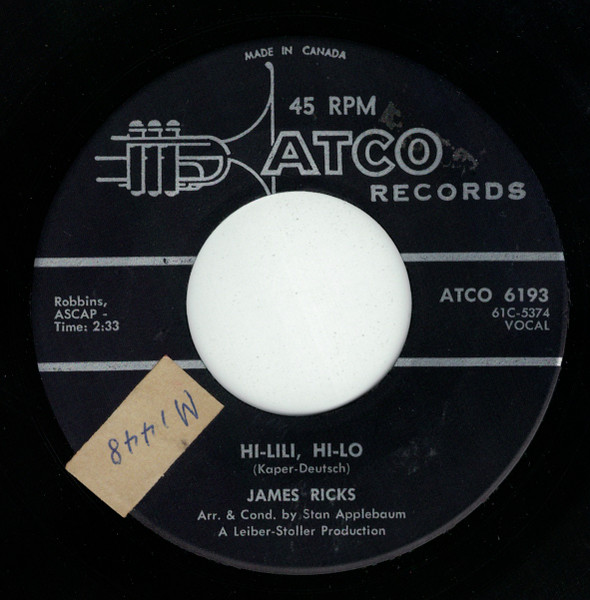 MADE IN CANADA
45 RPM
ATCO
RECORDS
Robbins,
ASCAP -
Time: 2:33
ATCO 6193
61C-5374
VOCAL
M1448
HI-LILI, HI-LO
(Kaper-Deutsch)
JAMES RICKS
Arr. & Cond. by Stan Applebaum
A Leiber-Stoller Production